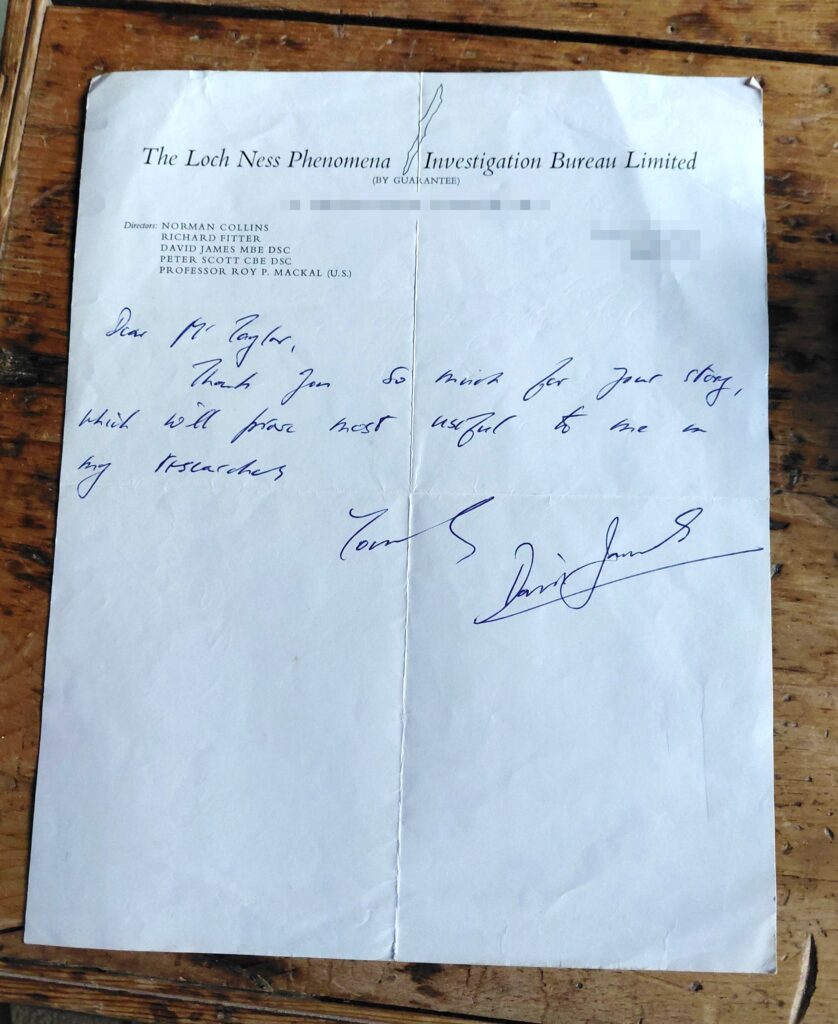 The Loch Ness Phenomena Investigation Bureau Limited
(BY GUARANTEE)
Directors: NORMAN COLLINS
RICHARD FITTER
DAVID JAMES MBE DSC
PETER SCOTT CBE DSC
PROFESSOR ROY P. MACKAL (U.S.)
Dear Mr Taylor,
Thank you so much for your story,
which will prove most useful to me in
my researches
Yours
David James